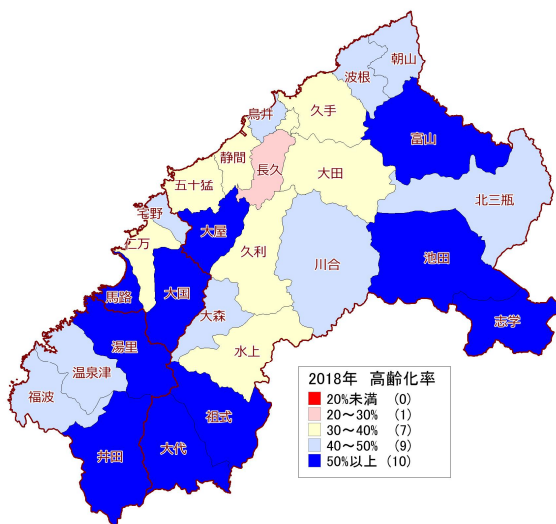 朝山
波根
鳥井
久手
富山
静間
長久
大田
五十猛
北三瓶
宅野
大屋
仁万
久利
川合
池田
馬路
大国
大森
志学
湯里
水上
温泉津
福波
祖式
井田
大代
2018年 高齢化率
20%未満 (0)
20～30% (1)
30～40% (7)
40～50% (9)
50%以上 (10)